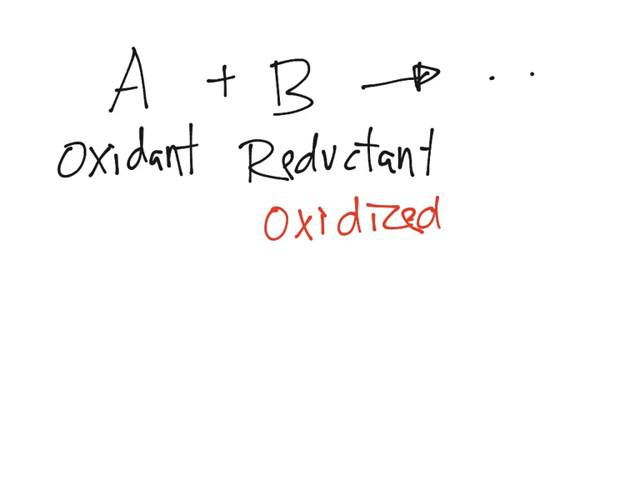 A + B → . .
Oxidant Reductant
Oxidized